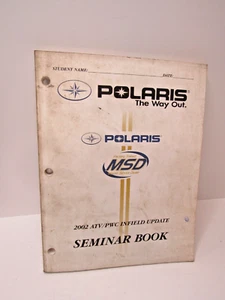 STUDENT NAME: DATE
POLARIS®
The Way Out.
POLARIS
MSD
2002 ATV/PWC INFIELD UPDATE
SEMINAR BOOK